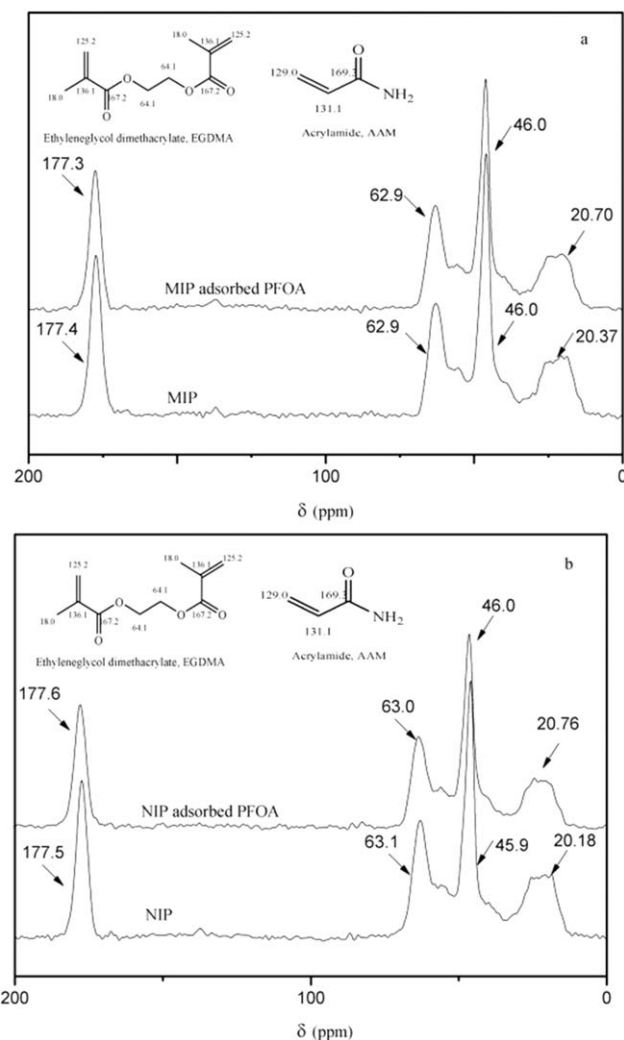 a
125.2
18.0
136.1
125.2
64.1
O
O
136.1
167.2
167.2
18.0
O
64.1
O
Ethyleneglycol dimethacrylate, EGDMA
O
129.0
169.3
NH₂
131.1
Acrylamide, AAM
177.3
62.9
46.0
20.70
MIP adsorbed PFOA
177.4
62.9
46.0
20.37
MIP
200
100
0
δ (ppm)
b
125.2
18.0
136.1
125.2
64.1
O
O
136.1
167.2
167.2
18.0
O
64.1
O
Ethyleneglycol dimethacrylate, EGDMA
O
129.0
169.3
NH₂
131.1
Acrylamide, AAM
177.6
63.0
46.0
20.76
NIP adsorbed PFOA
177.5
63.1
45.9
20.18
NIP
200
100
0
δ (ppm)